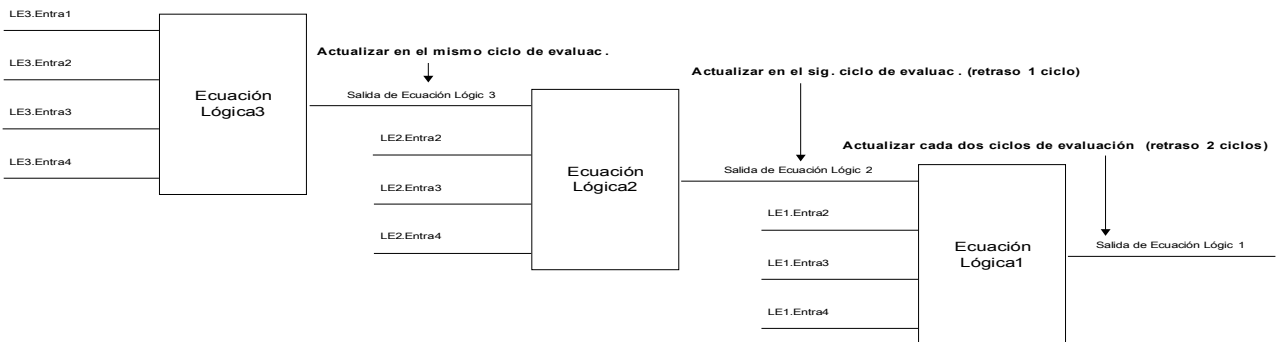 LE3.Entra1
LE3.Entra2
LE3.Entra3
LE3.Entra4
Ecuación
Lógica3
Actualizar en el mismo ciclo de evaluac .
Salida de Ecuación Lógic 3
LE2.Entra2
LE2.Entra3
LE2.Entra4
Ecuación
Lógica2
Actualizar en el sig. ciclo de evaluac . (retraso 1 ciclo)
Salida de Ecuación Lógic 2
LE1.Entra2
LE1.Entra3
LE1.Entra4
Ecuación
Lógica1
Actualizar cada dos ciclos de evaluación (retraso 2 ciclos)
Salida de Ecuación Lógic 1